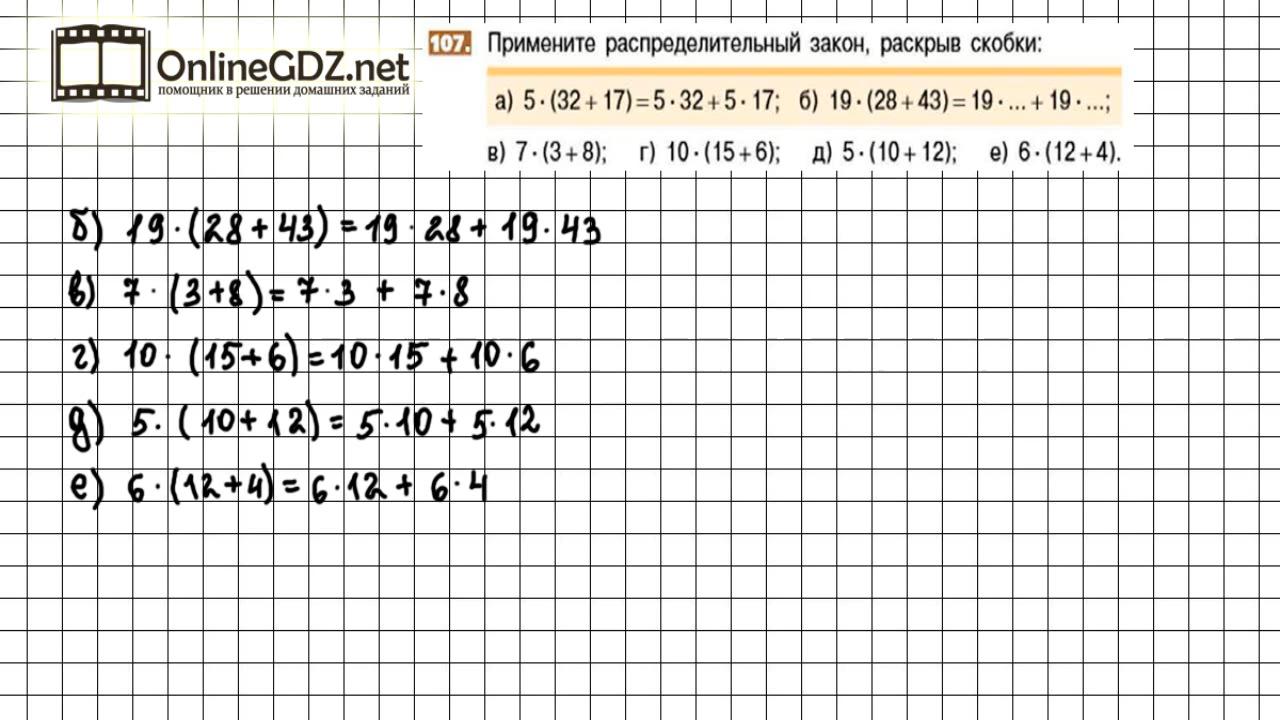 OnlineGDZ.net
помощник в решении домашних заданий
107. Примените распределительный закон, раскрыв скобки:
а) 5 · (32 + 17) = 5 · 32 + 5 · 17; б) 19 · (28 + 43) = 19 · ... + 19 · ...;
в) 7 · (3 + 8); г) 10 · (15 + 6); д) 5 · (10 + 12); е) 6 · (12 + 4).
б) 19 · (28 + 43) = 19 · 28 + 19 · 43
в) 7 · (3 + 8) = 7 · 3 + 7 · 8
г) 10 · (15 + 6) = 10 · 15 + 10 · 6
д) 5 · (10 + 12) = 5 · 10 + 5 · 12
е) 6 · (12 + 4) = 6 · 12 + 6 · 4